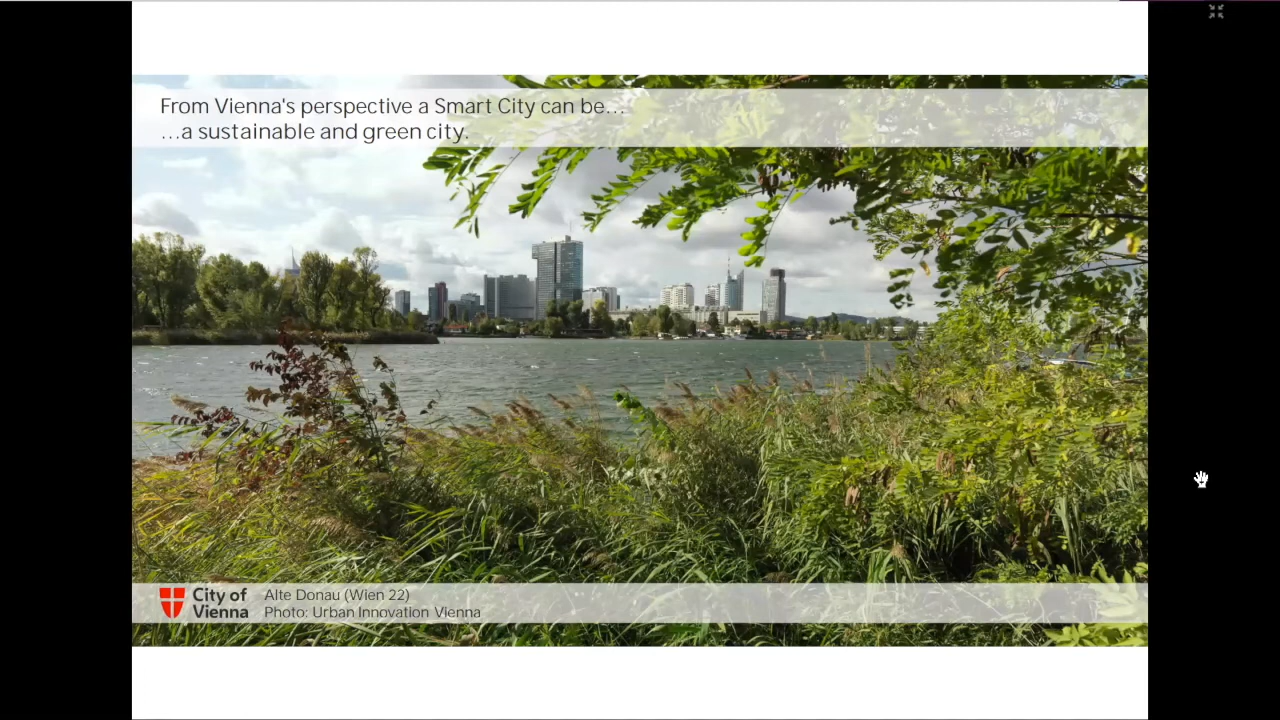 From Vienna's perspective a Smart City can be...
...a sustainable and green city.
City of
Vienna
Alte Donau (Wien 22)
Photo: Urban Innovation Vienna